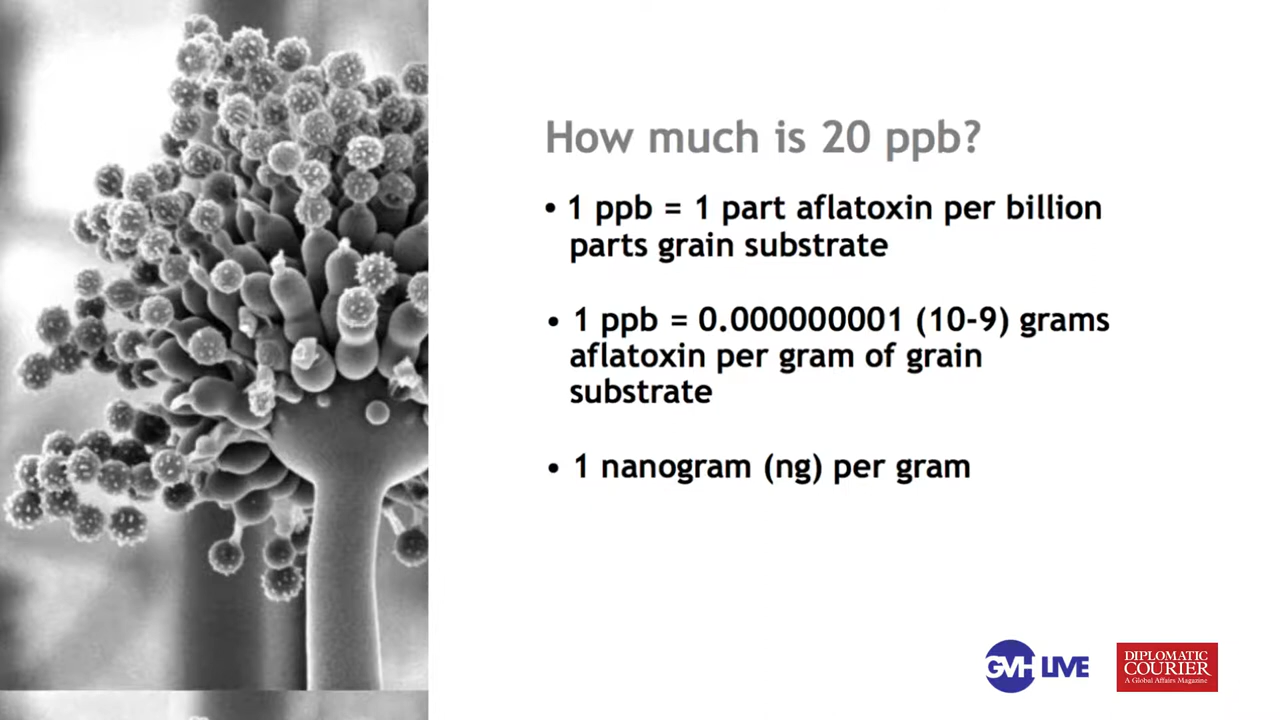 How much is 20 ppb?
• 1 ppb = 1 part aflatoxin per billion
parts grain substrate
• 1 ppb = 0.000000001 (10-9) grams
aflatoxin per gram of grain
substrate
• 1 nanogram (ng) per gram
GVH LIVE
DIPLOMATIC
COURIER
A Global Affairs Magazine